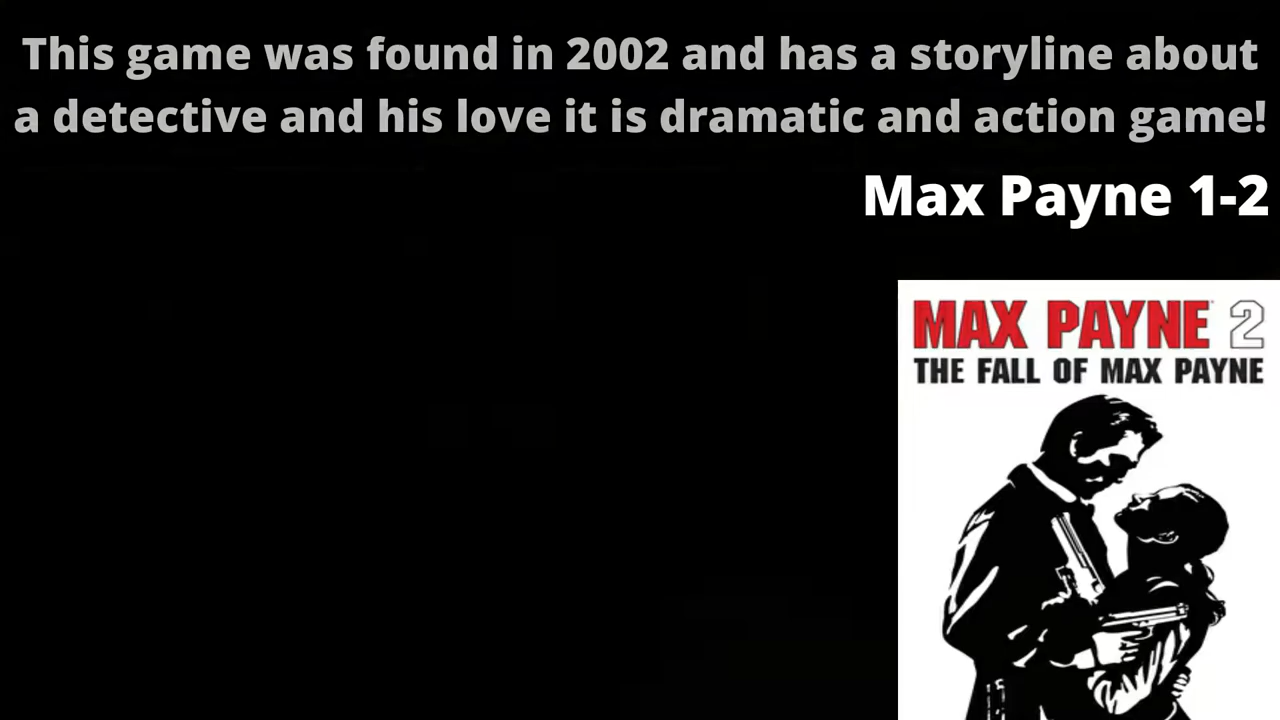 This game was found in 2002 and has a storyline about
a detective and his love it is dramatic and action game!
Max Payne 1-2
MAX PAYNE 2
THE FALL OF MAX PAYNE